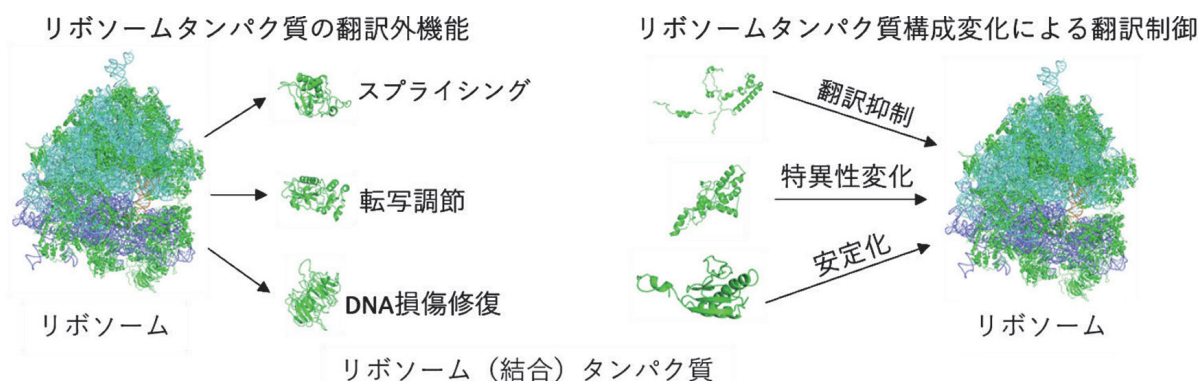 リボソームタンパク質の翻訳外機能
スプライシング
転写調節
DNA損傷修復
リボソーム
リボソームタンパク質構成変化による翻訳制御
翻訳抑制
特異性変化
安定化
リボソーム
リボソーム（結合）タンパク質